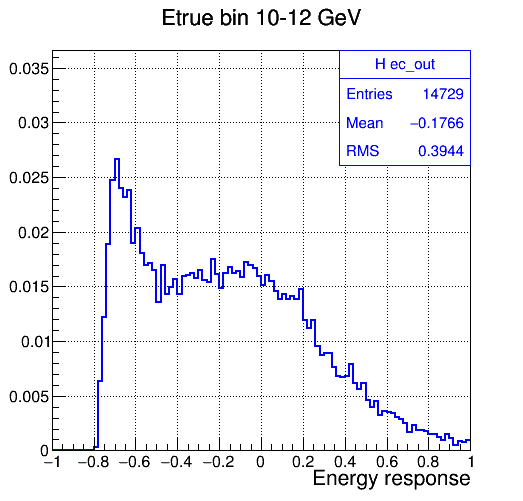 Etrue bin 10-12 GeV
H ec_out
Entries 14729
Mean −0.1766
RMS 0.3944
0.035
0.03
0.025
0.02
0.015
0.01
0.005
0
−1 −0.8 −0.6 −0.4 −0.2 0 0.2 0.4 0.6 0.8 1
Energy response